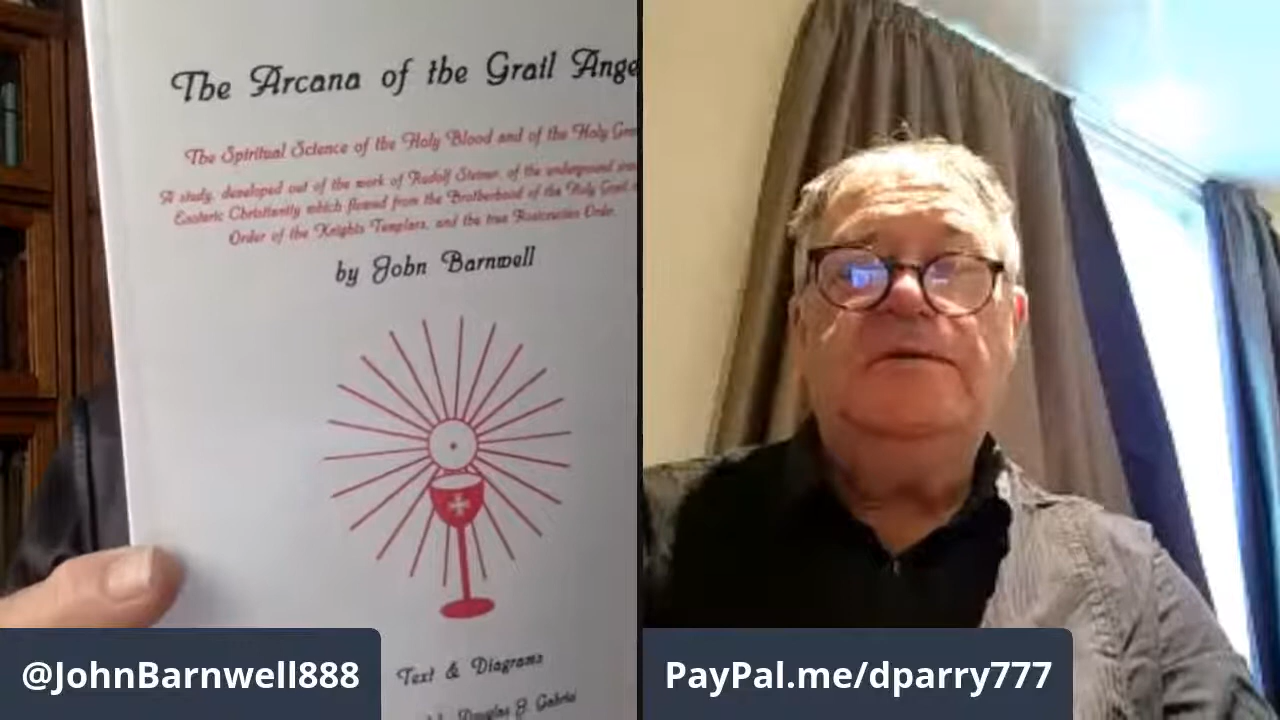 The Arcana of the Grail Ange
The Spiritual Science of the Holy Blood and of the Holy Gra
A study, developed out of the work of Rudolf Steiner, of the underground
Esoteric Christianity which flowed from the Brotherhood of the Holy Grail
Order of the Knights Templars, and the true Rosicrucian Order.
by John Barnwell
Text & Diagrams
Douglas J. Gabriel
@JohnBarnwell888
PayPal.me/dparry777